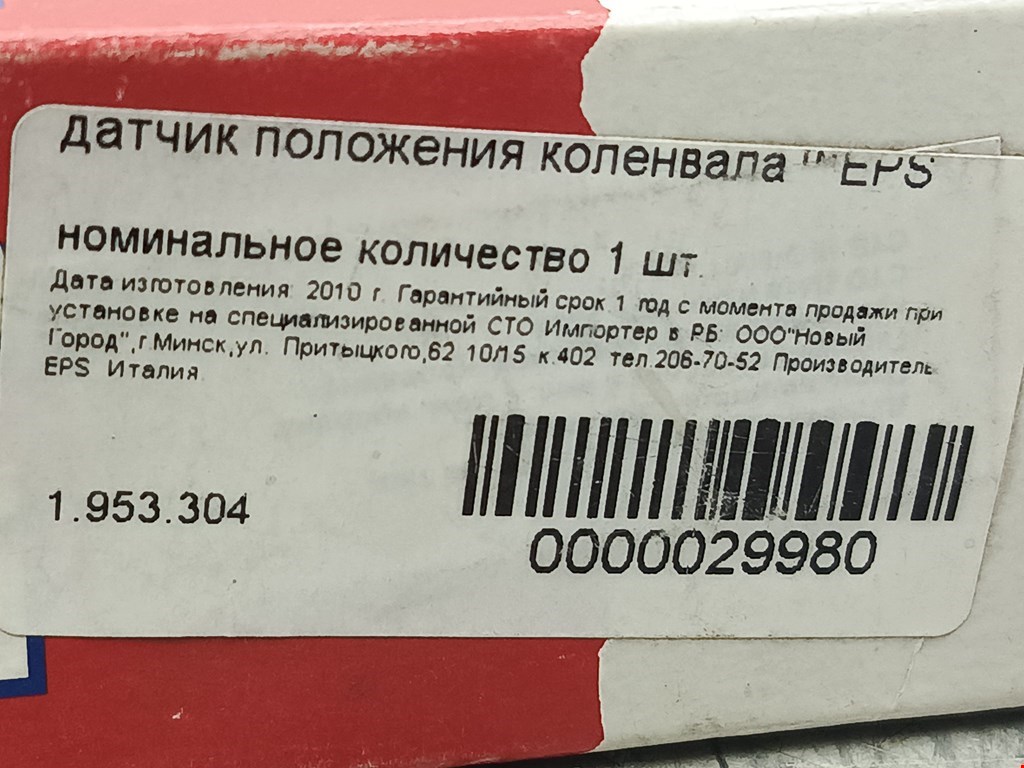 датчик положения коленвала " EPS
номинальное количество 1 шт.
Дата изготовления 2010 г. Гарантийный срок 1 год с момента продажи при
установке на специализированной СТО Импортер в РБ: ООО"Новый
Город",г.Минск,ул. Притыцкого,62 10/15 к.402 тел.206-70-52 Производитель
EPS Италия
1.953.304
0000029980